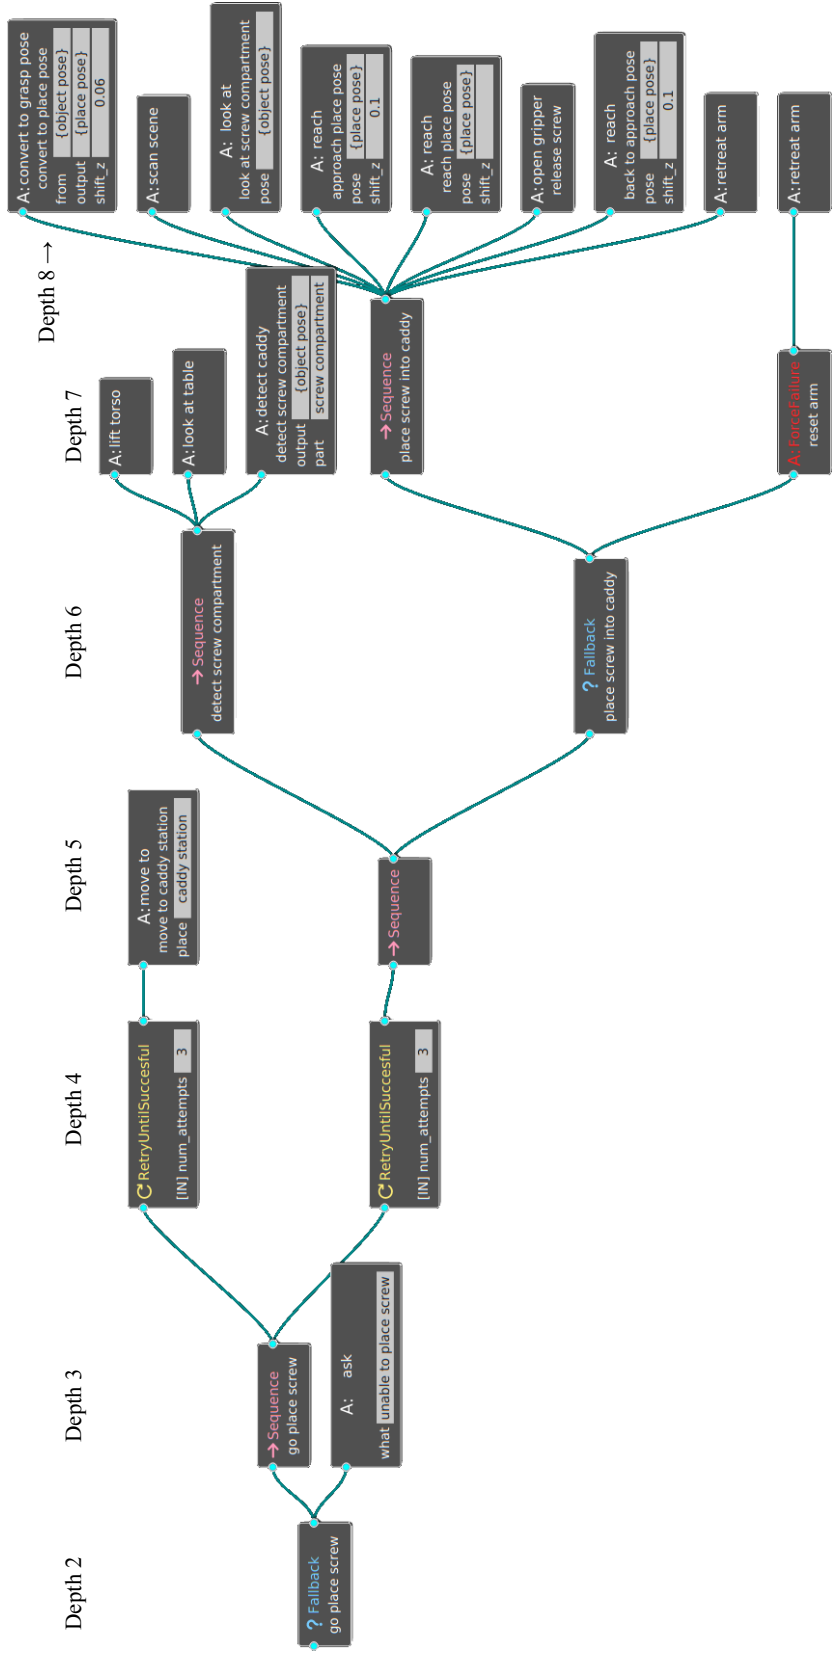 Depth 2
Depth 3
Depth 4
Depth 5
Depth 6
Depth 7
Depth 8 →
? Fallback
go place screw
→ Sequence
go place screw
A: ask
what unable to place screw
RetryUntilSuccesful
[IN] num_attempts 3
RetryUntilSuccesful
[IN] num_attempts 3
A:move to
move to caddy station
place caddy station
→ Sequence
→ Sequence
detect screw compartment
? Fallback
place screw into caddy
A:lift torso
A:look at table
A:detect caddy
detect screw compartment
output {object pose}
part screw compartment
→ Sequence
place screw into caddy
A:ForceFailure
reset arm
A:convert to grasp pose
convert to place pose
from {object pose}
output {place pose}
shift_z 0.06
A:scan scene
A: look at
look at screw compartment
pose {object pose}
A: reach
approach place pose
pose {place pose}
shift_z 0.1
A: reach
reach place pose
pose {place pose}
shift_z
A:open gripper
release screw
A: reach
back to approach pose
pose {place pose}
shift_z 0.1
A:retreat arm
A:retreat arm